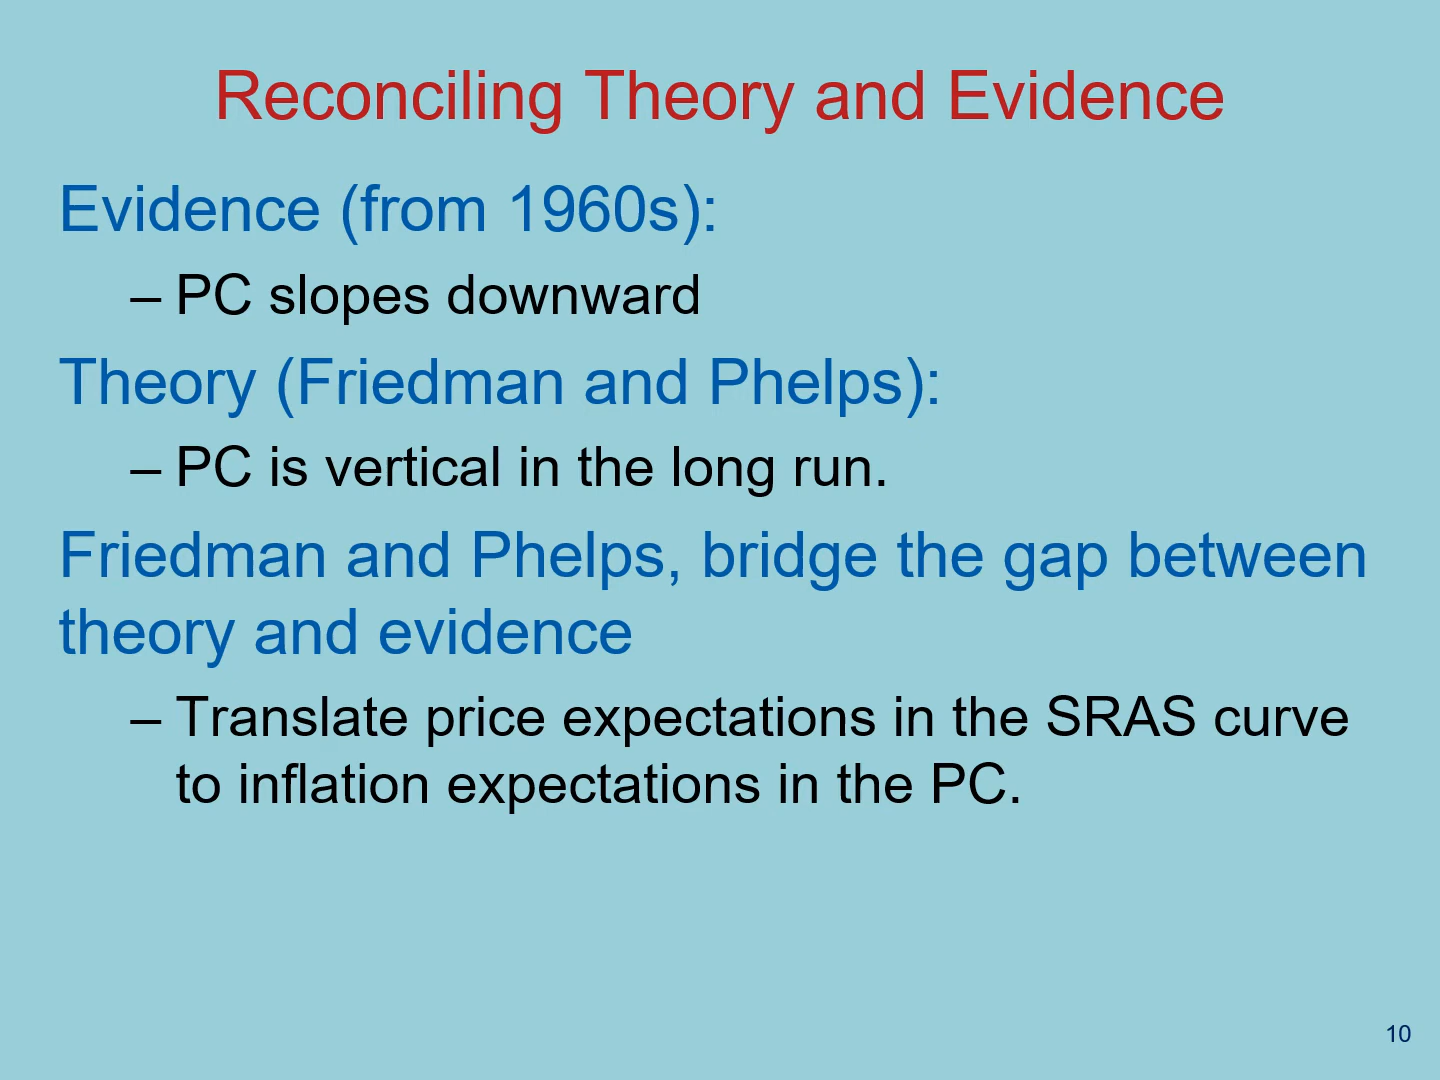 Reconciling Theory and Evidence
Evidence (from 1960s):
– PC slopes downward
Theory (Friedman and Phelps):
– PC is vertical in the long run.
Friedman and Phelps, bridge the gap between
theory and evidence
– Translate price expectations in the SRAS curve
to inflation expectations in the PC.
10